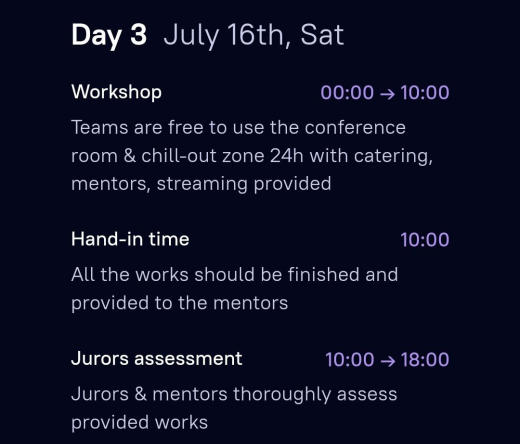 Day 3 July 16th, Sat
Workshop 00:00 → 10:00
Teams are free to use the conference
room & chill-out zone 24h with catering,
mentors, streaming provided
Hand-in time 10:00
All the works should be finished and
provided to the mentors
Jurors assessment 10:00 → 18:00
Jurors & mentors thoroughly assess
provided works